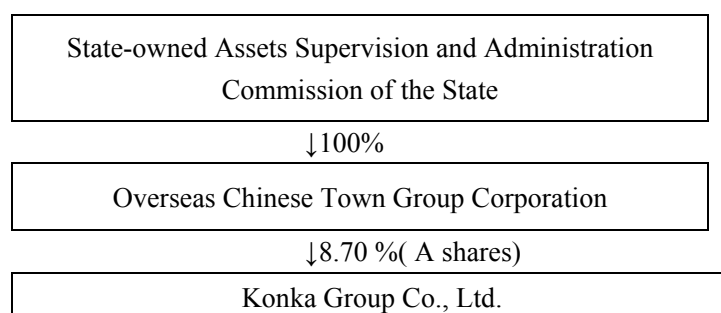 State-owned Assets Supervision and Administration
Commission of the State
↓100%
Overseas Chinese Town Group Corporation
↓8.70 %( A shares)
Konka Group Co., Ltd.